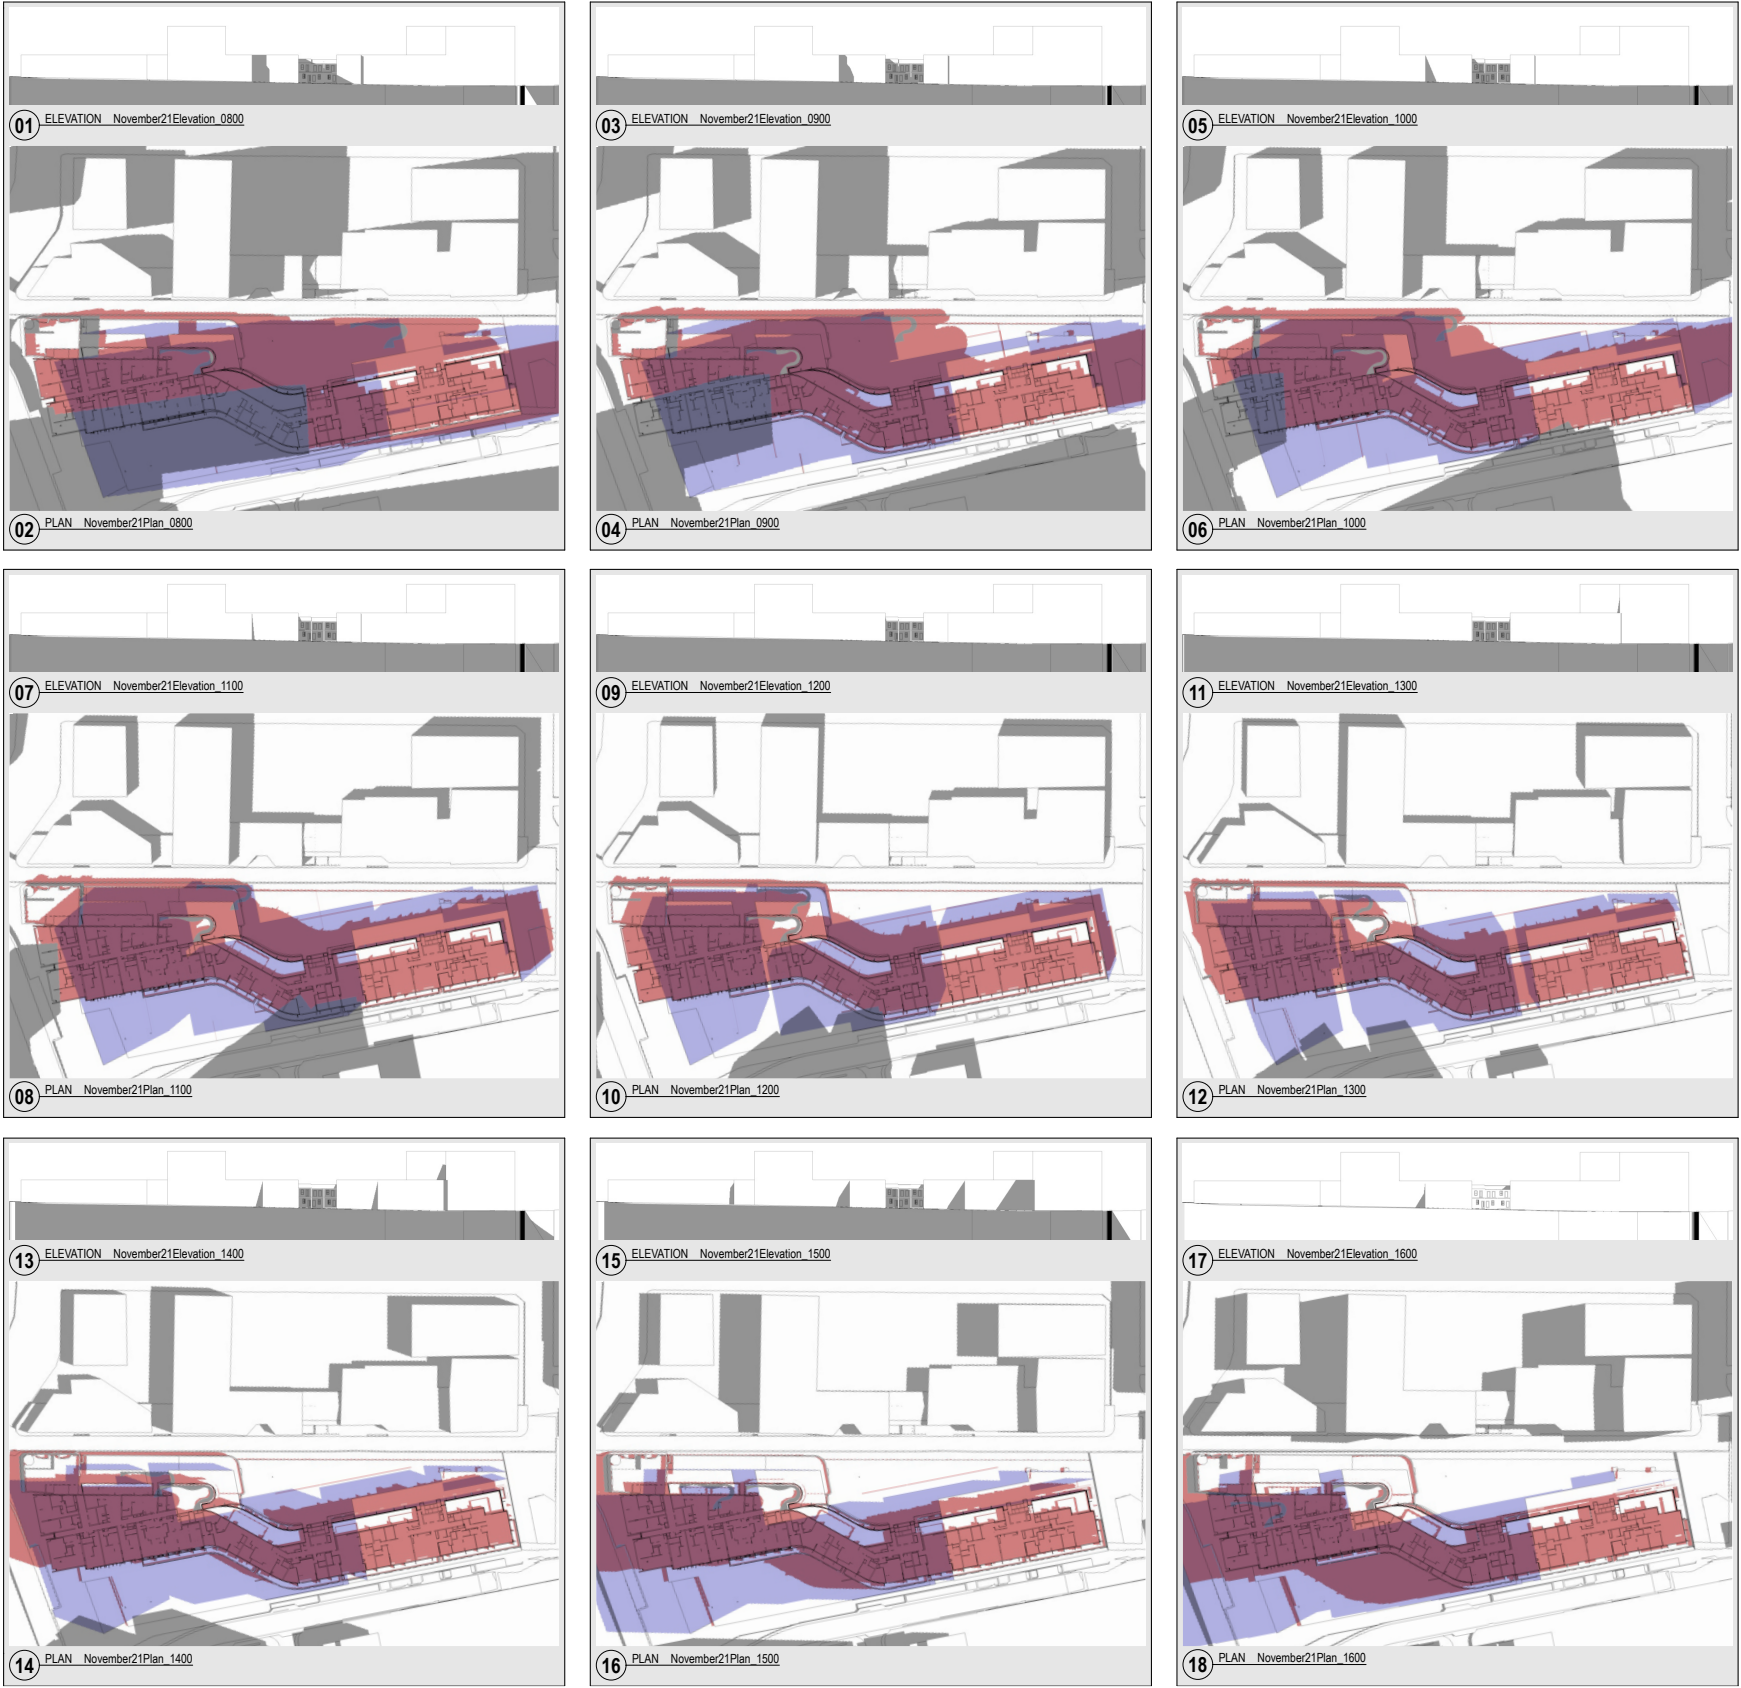 01 ELEVATION November21Elevation_0800
03 ELEVATION November21Elevation_0900
05 ELEVATION November21Elevation_1000
02 PLAN November21Plan_0800
04 PLAN November21Plan_0900
06 PLAN November21Plan_1000
07 ELEVATION November21Elevation_1100
09 ELEVATION November21Elevation_1200
11 ELEVATION November21Elevation_1300
08 PLAN November21Plan_1100
10 PLAN November21Plan_1200
12 PLAN November21Plan_1300
13 ELEVATION November21Elevation_1400
15 ELEVATION November21Elevation_1500
17 ELEVATION November21Elevation_1600
14 PLAN November21Plan_1400
16 PLAN November21Plan_1500
18 PLAN November21Plan_1600